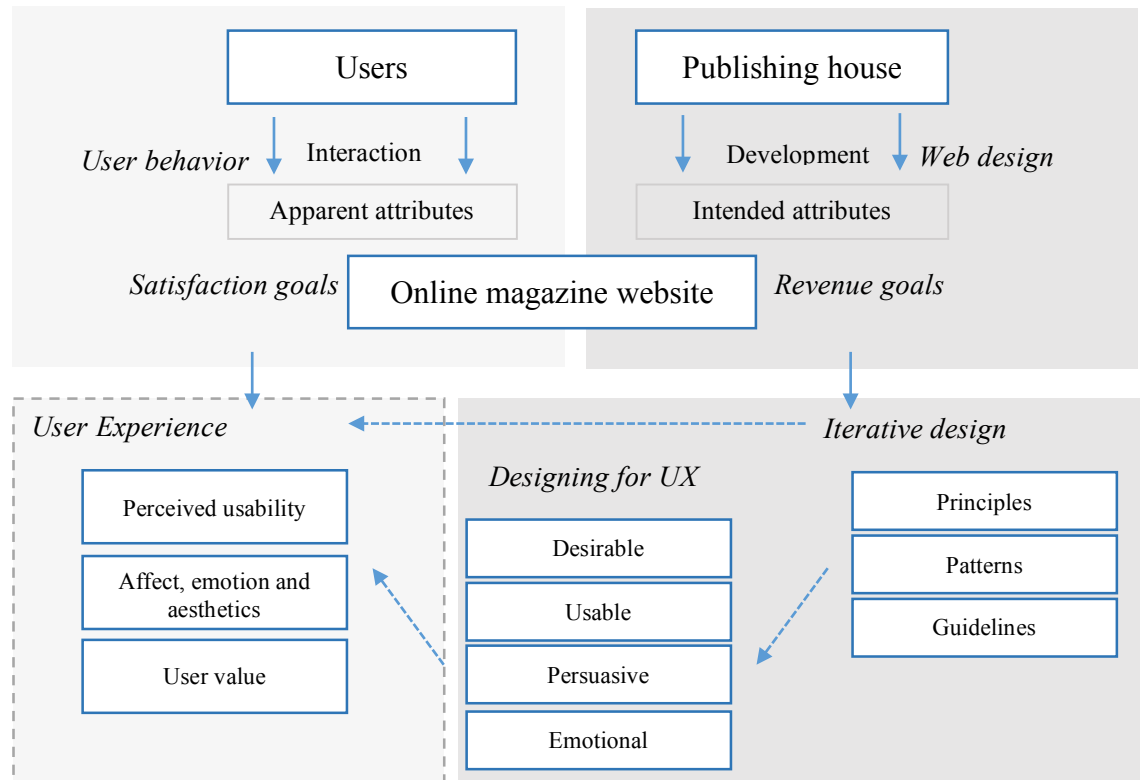 Users
Publishing house
User behavior
Interaction
Development
Web design
Apparent attributes
Intended attributes
Satisfaction goals
Online magazine website
Revenue goals
User Experience
Iterative design
Designing for UX
Perceived usability
Affect, emotion and
aesthetics
User value
Desirable
Usable
Persuasive
Emotional
Principles
Patterns
Guidelines